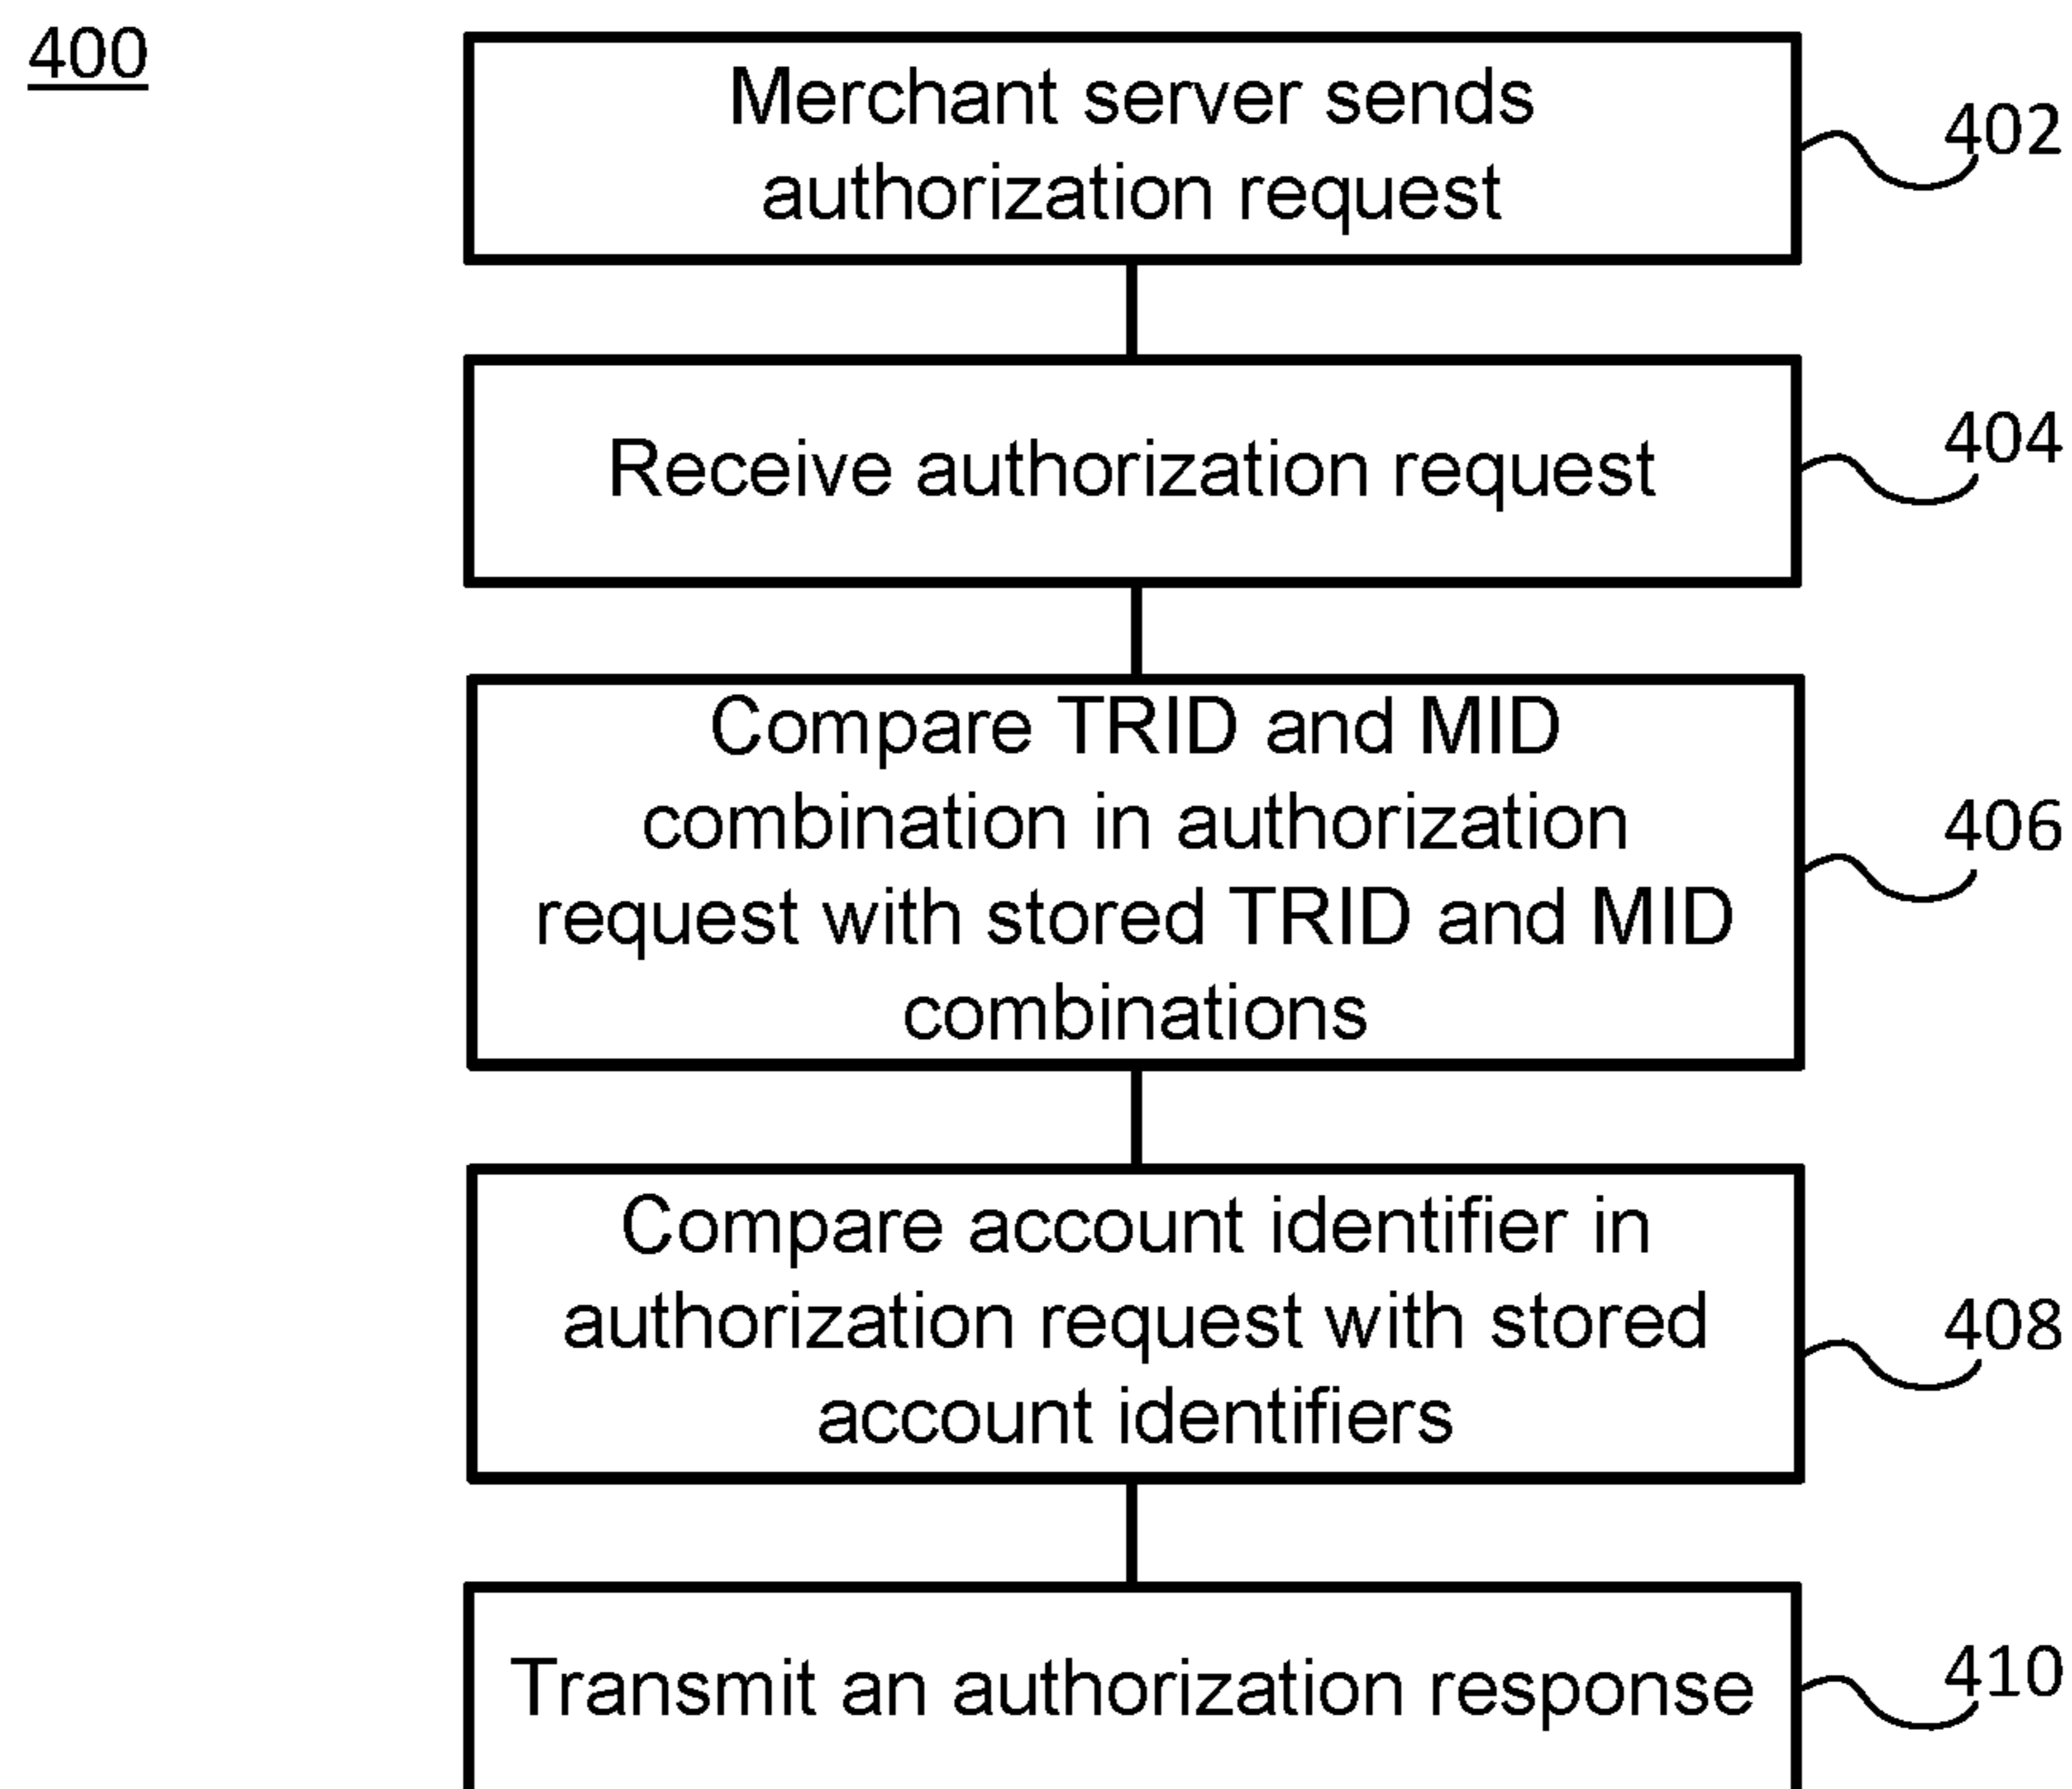 400
Merchant server sends
authorization request
402
Receive authorization request
404
Compare TRID and MID
combination in authorization
request with stored TRID and MID
combinations
406
Compare account identifier in
authorization request with stored
account identifiers
408
Transmit an authorization response
410